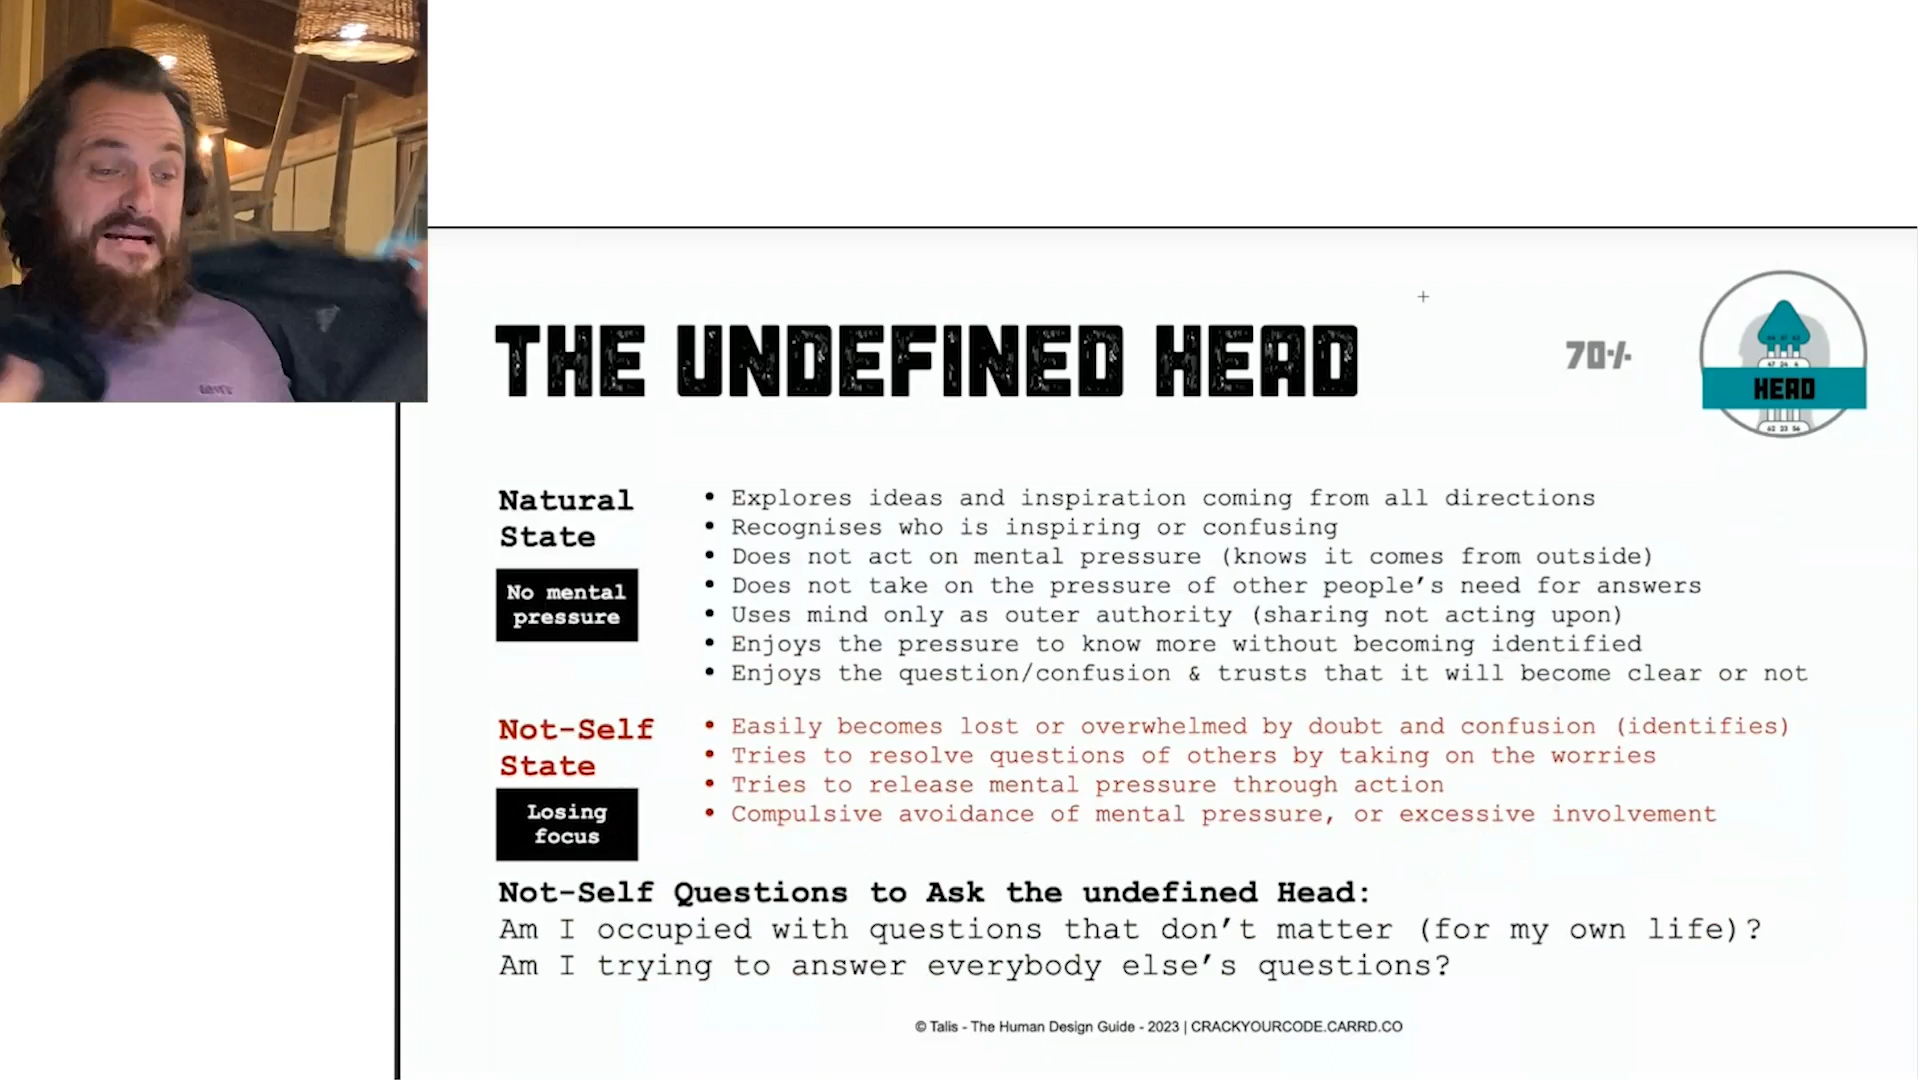 THE UNDEFINED HEAD
70%
HEAD
62 23 56
Natural
State
No mental
pressure
• Explores ideas and inspiration coming from all directions
• Recognises who is inspiring or confusing
• Does not act on mental pressure (knows it comes from outside)
• Does not take on the pressure of other people’s need for answers
• Uses mind only as outer authority (sharing not acting upon)
• Enjoys the pressure to know more without becoming identified
• Enjoys the question/confusion & trusts that it will become clear or not
Not-Self
State
Losing
focus
• Easily becomes lost or overwhelmed by doubt and confusion (identifies)
• Tries to resolve questions of others by taking on the worries
• Tries to release mental pressure through action
• Compulsive avoidance of mental pressure, or excessive involvement
Not-Self Questions to Ask the undefined Head:
Am I occupied with questions that don’t matter (for my own life)?
Am I trying to answer everybody else’s questions?
© Talis - The Human Design Guide - 2023 | CRACKYOURCODE.CARRD.CO